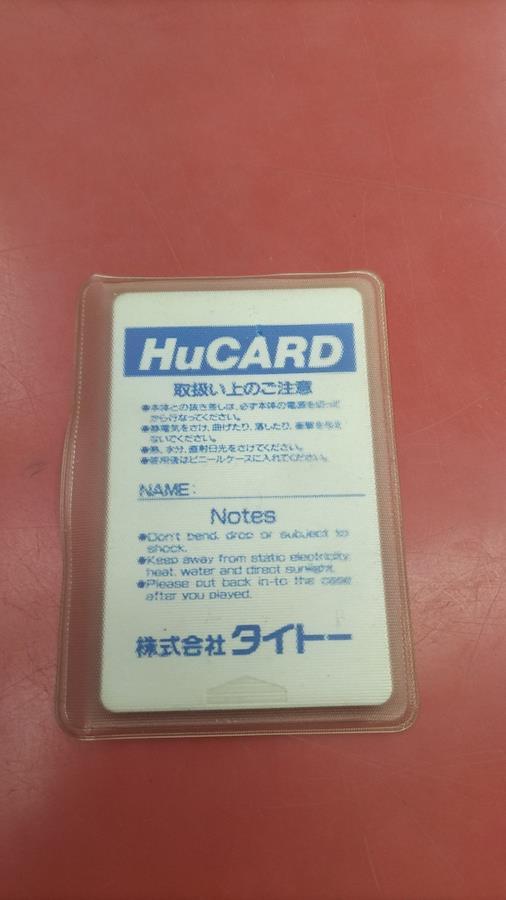 HuCARD
取扱い上のご注意
●本体との抜き差しは、必ず本体の電源を切って
から行なってください。
●静電気をさけ、曲げたり、落したり、衝撃を与え
ないでください。
●熱、水分、直射日光をさけてください。
●使用後はビニールケースに入れてください。
NAME:
Notes
●Don't bend, drop or subject to
shock.
●Keep away from static electricity,
heat, water and direct sunlight.
●Please put back in-to the case
after you played.
株式会社タイトー